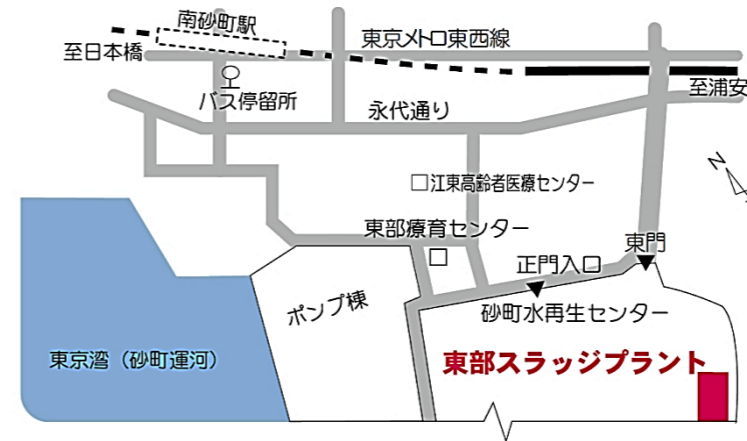 南砂町駅
東京メトロ東西線
至日本橋
至浦安
バス停留所
永代通り
N
江東高齢者医療センター
東部療育センター
東門
正門入口
ポンプ棟
砂町水再生センター
東京湾（砂町運河）
東部スラッジプラント